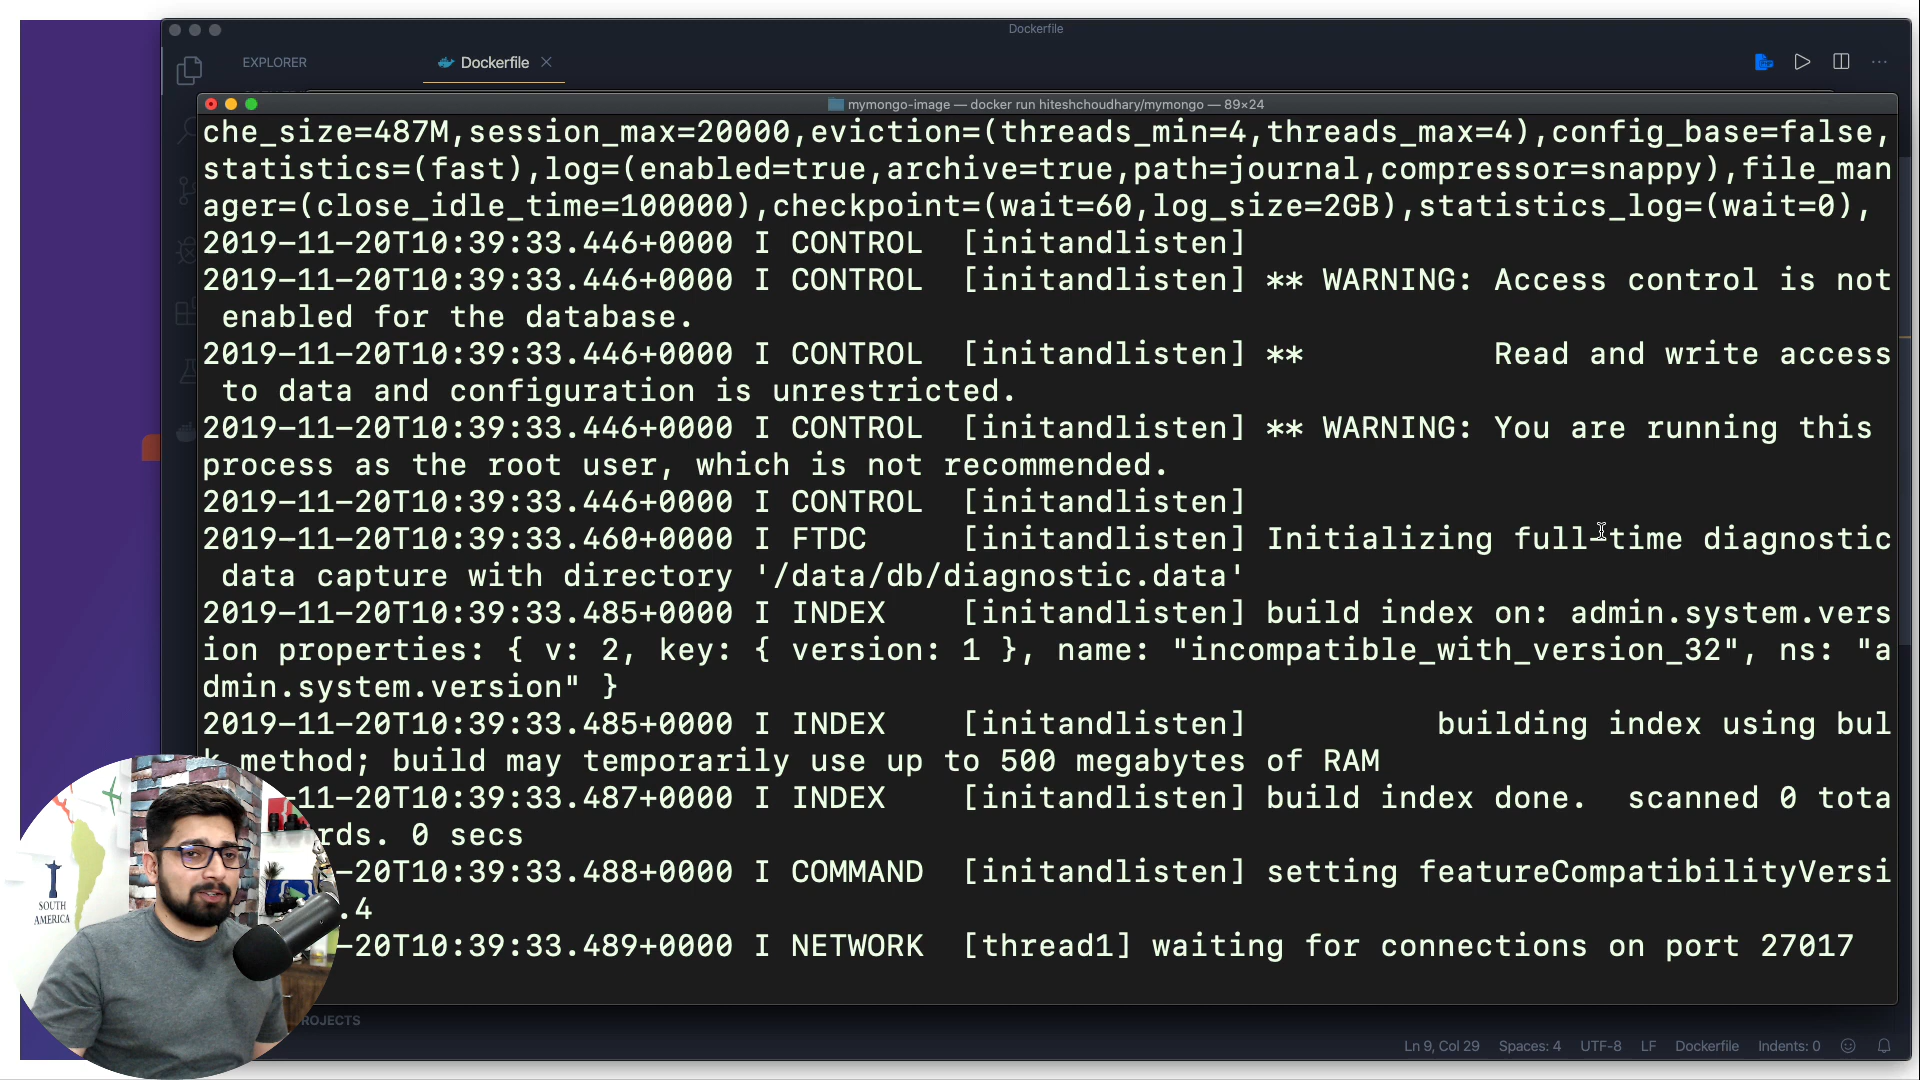 Dockerfile
EXPLORER
Dockerfile
mymongo-image — docker run hiteshchoudhary/mymongo — 89×24
che_size=487M,session_max=20000,eviction=(threads_min=4,threads_max=4),config_base=false,
statistics=(fast),log=(enabled=true,archive=true,path=journal,compressor=snappy),file_man
ager=(close_idle_time=100000),checkpoint=(wait=60,log_size=2GB),statistics_log=(wait=0),
2019-11-20T10:39:33.446+0000 I CONTROL  [initandlisten]
2019-11-20T10:39:33.446+0000 I CONTROL  [initandlisten] ** WARNING: Access control is not
 enabled for the database.
2019-11-20T10:39:33.446+0000 I CONTROL  [initandlisten] **          Read and write access
 to data and configuration is unrestricted.
2019-11-20T10:39:33.446+0000 I CONTROL  [initandlisten] ** WARNING: You are running this
process as the root user, which is not recommended.
2019-11-20T10:39:33.446+0000 I CONTROL  [initandlisten]
2019-11-20T10:39:33.460+0000 I FTDC     [initandlisten] Initializing full-time diagnostic
 data capture with directory '/data/db/diagnostic.data'
2019-11-20T10:39:33.485+0000 I INDEX    [initandlisten] build index on: admin.system.vers
ion properties: { v: 2, key: { version: 1 }, name: "incompatible_with_version_32", ns: "a
dmin.system.version" }
2019-11-20T10:39:33.485+0000 I INDEX    [initandlisten]          building index using bul
k method; build may temporarily use up to 500 megabytes of RAM
-11-20T10:39:33.487+0000 I INDEX    [initandlisten] build index done.  scanned 0 tota
rds. 0 secs
-20T10:39:33.488+0000 I COMMAND  [initandlisten] setting featureCompatibilityVersi
.4
-20T10:39:33.489+0000 I NETWORK  [thread1] waiting for connections on port 27017
SOUTH
AMERICA
ROJECTS
Ln 9, Col 29 Spaces: 4 UTF-8 LF Dockerfile Indents: 0